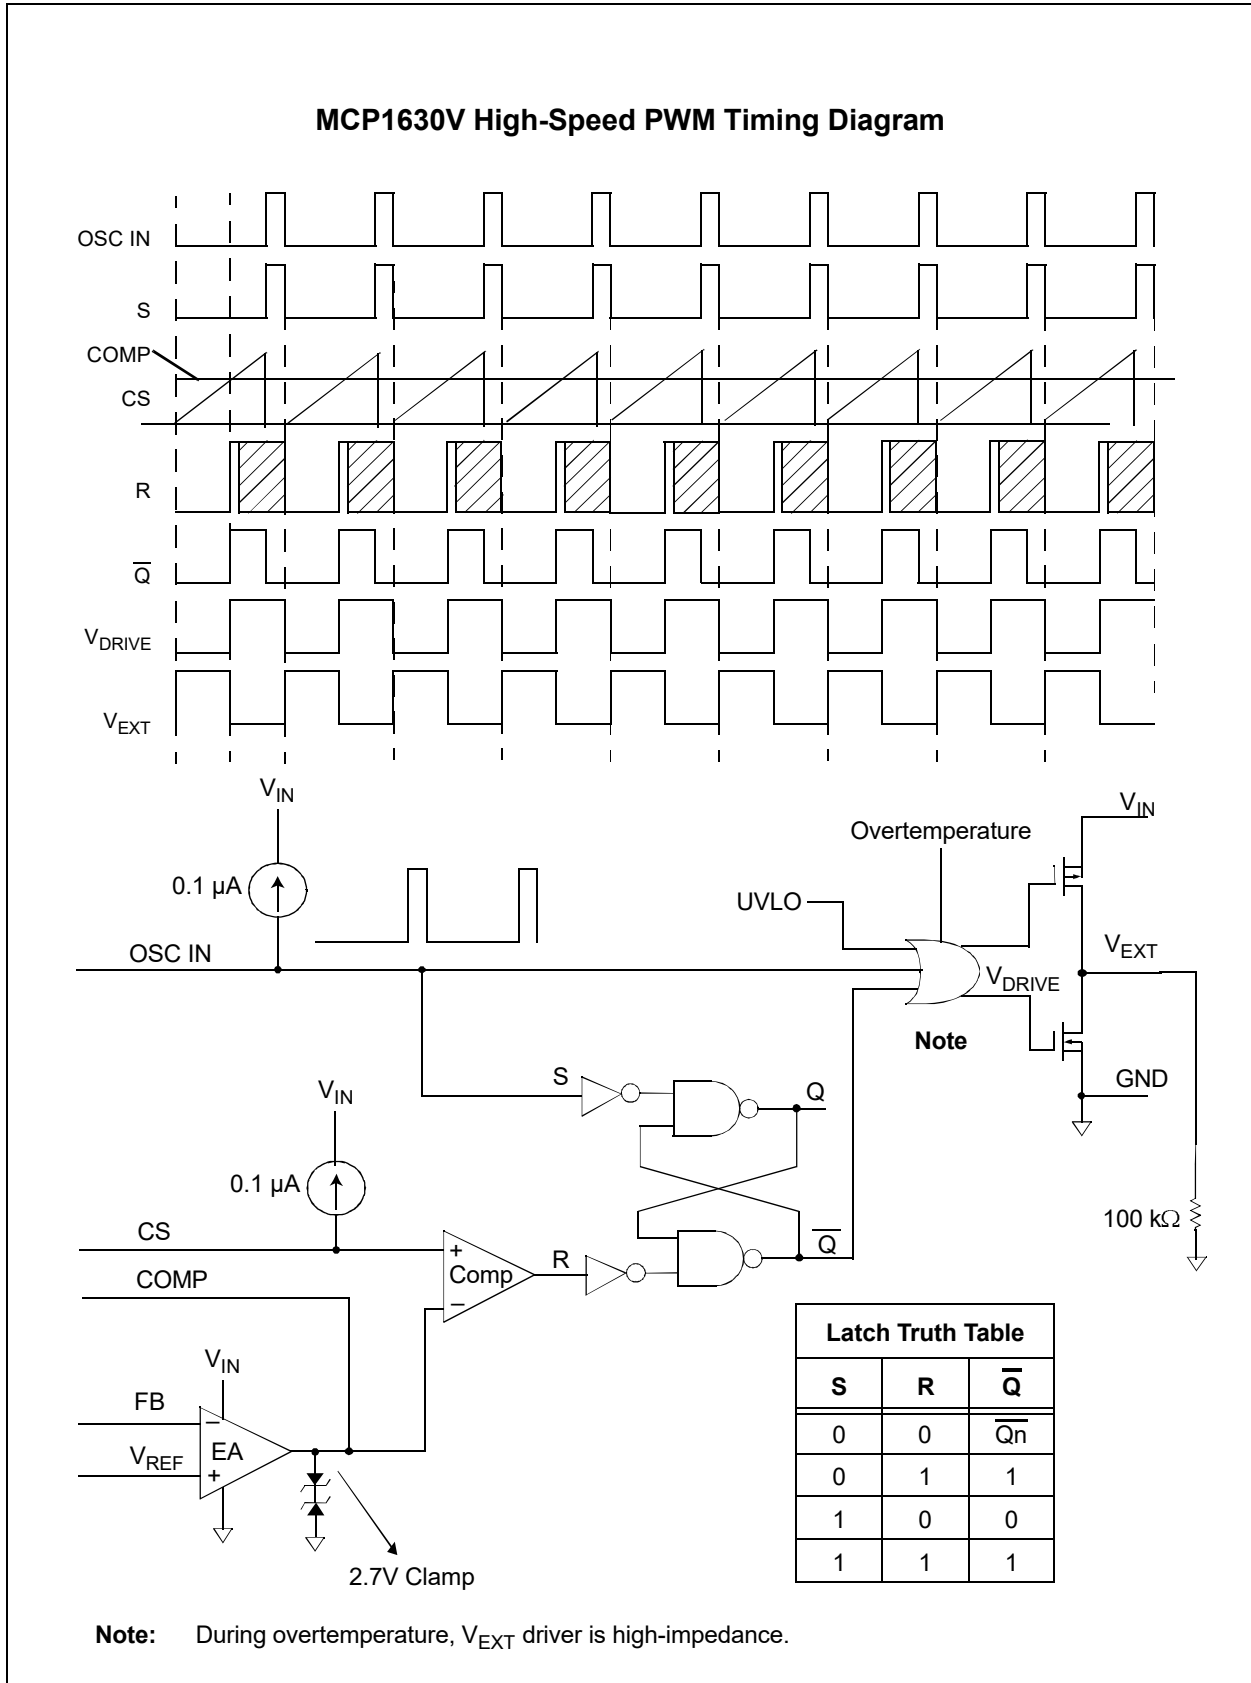 MCP1630V High-Speed PWM Timing Diagram
OSC IN
S
COMP
CS
R
Q̅
VDRIVE
VEXT
VIN
0.1 µA
OSC IN
Overtemperature
UVLO
VIN
VEXT
VDRIVE
Note
GND
100 kΩ
S
Q
VIN
0.1 µA
CS
COMP
+
Comp
−
R
Q̅
VIN
FB
VREF
−
EA
+
2.7V Clamp
Latch Truth Table
S R Q̅
0 0 Q̅n̅
0 1 1
1 0 0
1 1 1
Note: During overtemperature, VEXT driver is high-impedance.